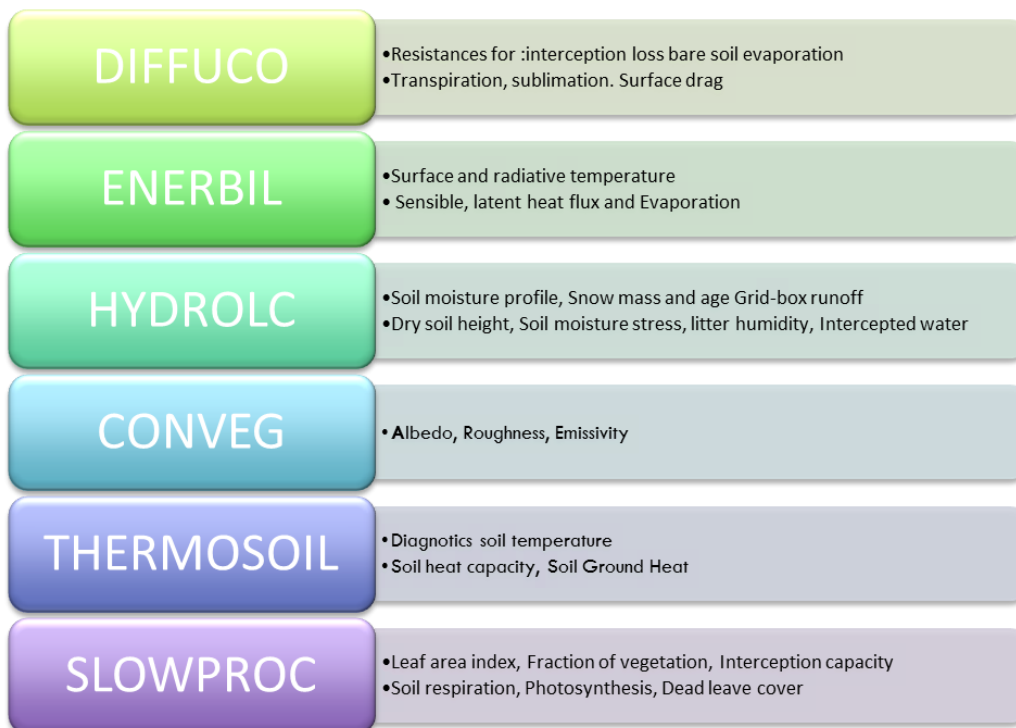 DIFFUCO
•Resistances for :interception loss bare soil evaporation
•Transpiration, sublimation. Surface drag
ENERBIL
•Surface and radiative temperature
• Sensible, latent heat flux and Evaporation
HYDROLC
•Soil moisture profile, Snow mass and age Grid-box runoff
•Dry soil height, Soil moisture stress, litter humidity, Intercepted water
CONVEG
• Albedo, Roughness, Emissivity
THERMOSOIL
• Diagnotics soil temperature
• Soil heat capacity, Soil Ground Heat
SLOWPROC
•Leaf area index, Fraction of vegetation, Interception capacity
•Soil respiration, Photosynthesis, Dead leave cover